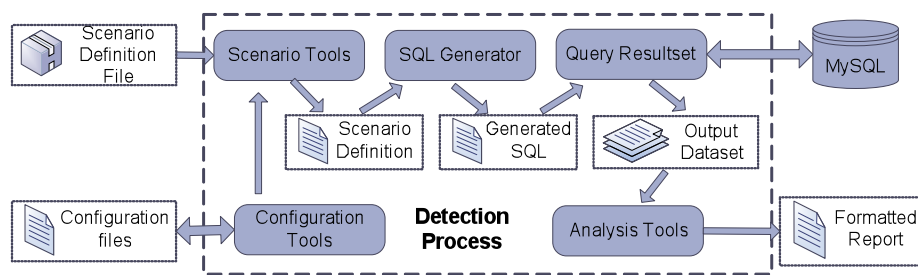 Scenario
Definition
File
Scenario Tools
SQL Generator
Query Resultset
MySQL
Scenario
Definition
Generated
SQL
Output
Dataset
Configuration
files
Configuration
Tools
Detection
Process
Analysis Tools
Formatted
Report